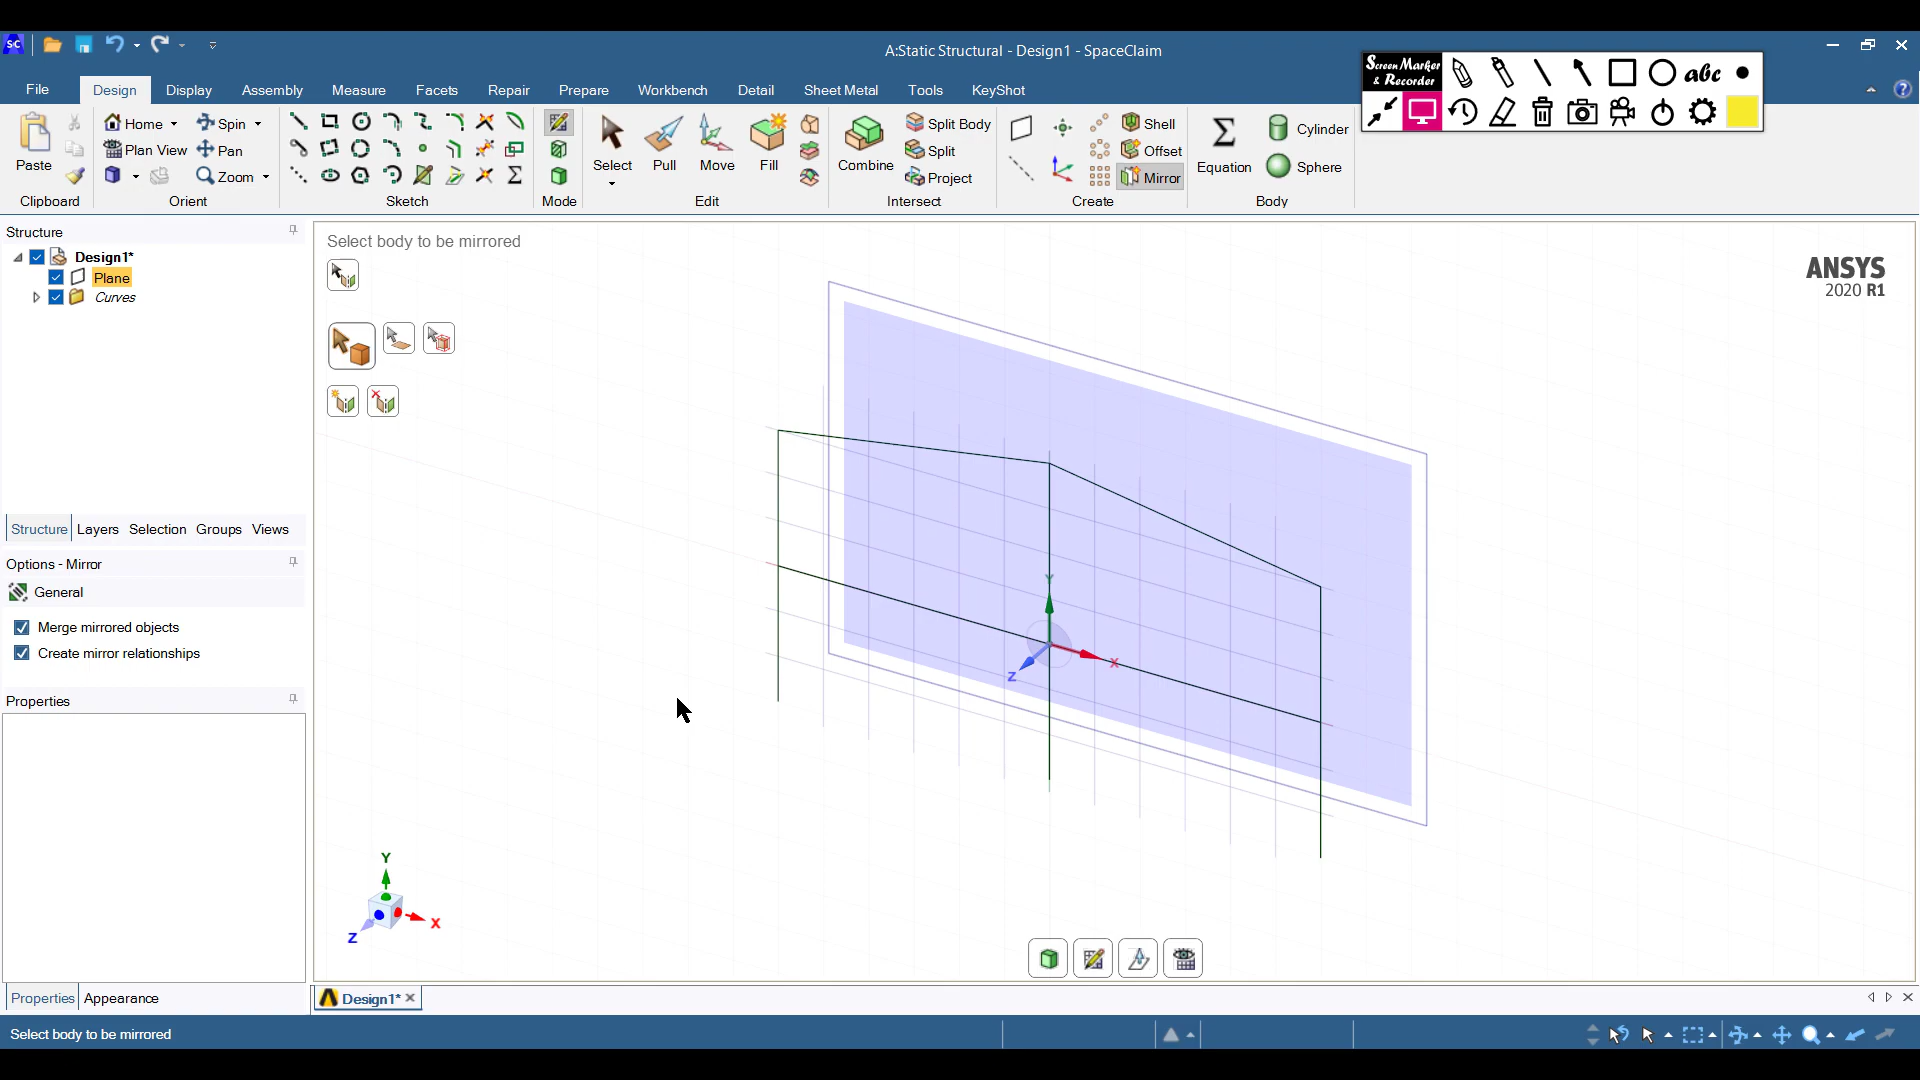 SC
A:Static Structural - Design1 - SpaceClaim
Screen Marker
& Recorder
abc
File
Design
Display
Assembly
Measure
Facets
Repair
Prepare
Workbench
Detail
Sheet Metal
Tools
KeyShot
?
Paste
Clipboard
Home
Spin
Plan View
Pan
Zoom
Orient
Sketch
Mode
Select
Pull
Move
Fill
Edit
Combine
Split Body
Split
Project
Intersect
Shell
Offset
Mirror
Create
Equation
Cylinder
Sphere
Body
Structure
Design1*
Plane
Curves
Structure
Layers
Selection
Groups
Views
Options - Mirror
General
Merge mirrored objects
Create mirror relationships
Properties
Properties
Appearance
Select body to be mirrored
ANSYS
2020 R1
Y
X
Z
Y
X
Z
Design1*
Select body to be mirrored